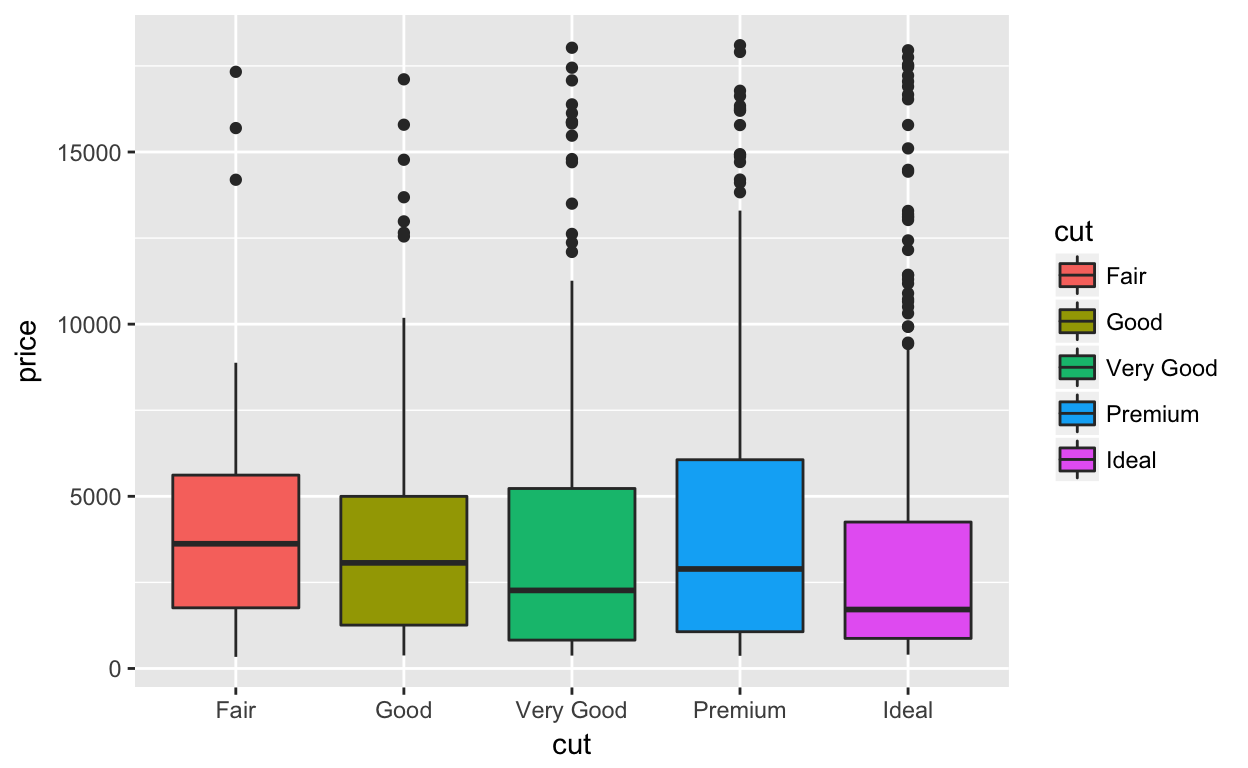 15000
10000
5000
0
price
Fair
Good
Very Good
Premium
Ideal
cut
cut
Fair
Good
Very Good
Premium
Ideal